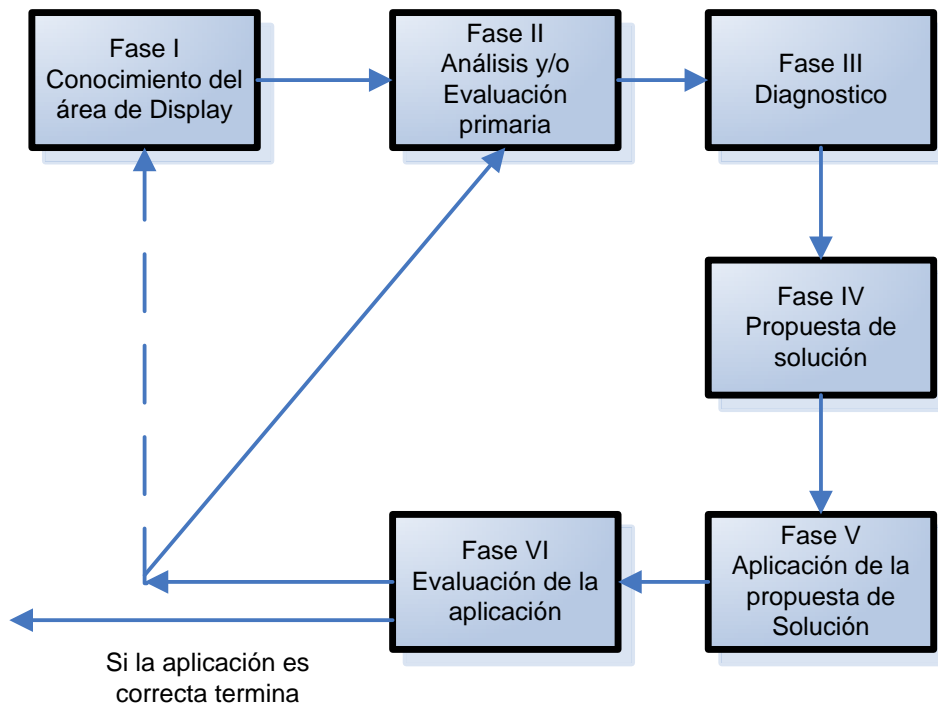 Fase I
Conocimiento del
área de Display
Fase II
Análisis y/o
Evaluación
primaria
Fase III
Diagnostico
Fase IV
Propuesta de
solución
Fase V
Aplicación de la
propuesta de
Solución
Fase VI
Evaluación de la
aplicación
Si la aplicación es
correcta termina